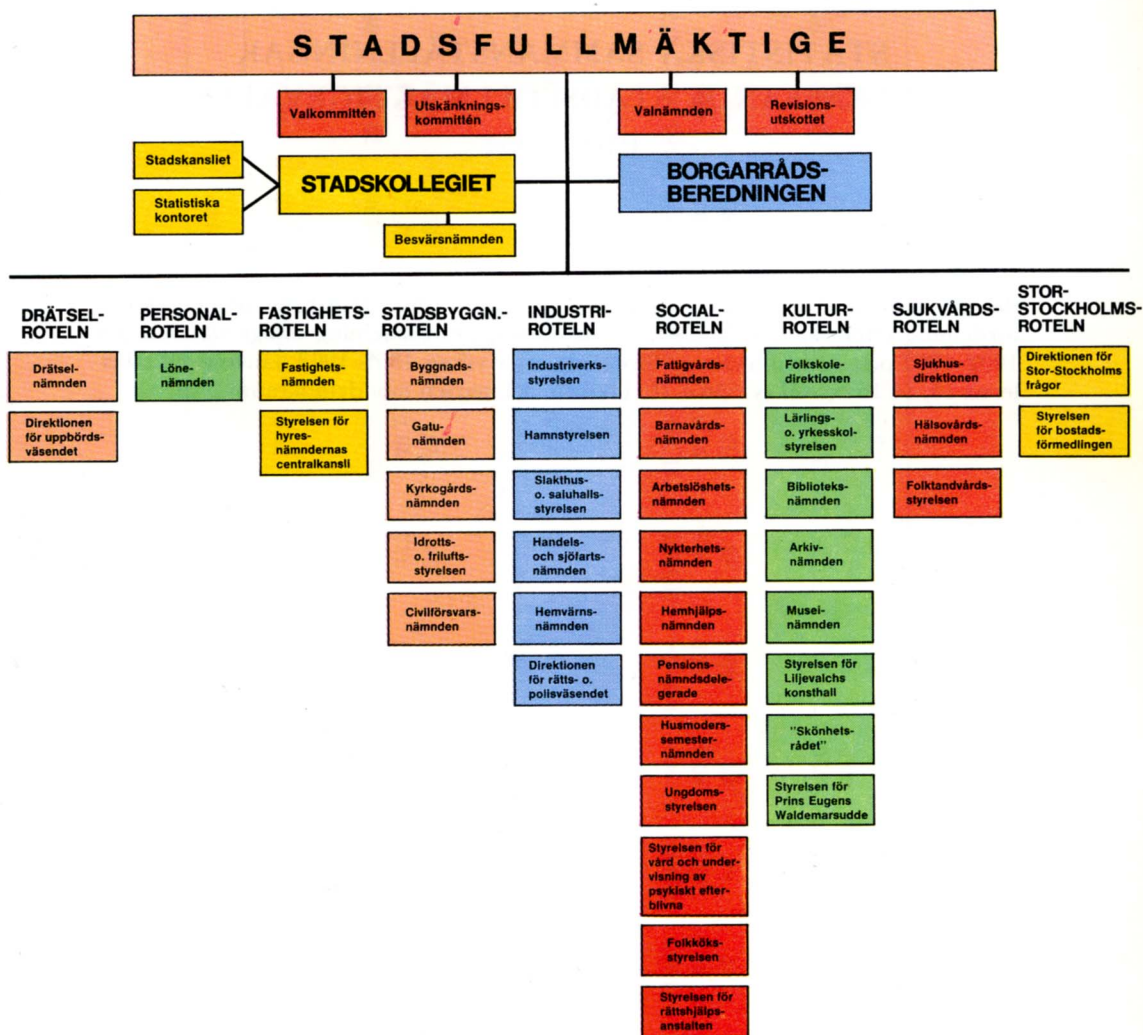 STADSFULLMÄKTIGE
Valkommittén
Utskänknings-
kommittén
Valnämnden
Revisions-
utskottet
Stadskansliet
Statistiska
kontoret
STADSKOLLEGIET
BORGARRÅDS-
BEREDNINGEN
Besvärsnämnden
DRÄTSEL-
ROTELN
Drätsel-
nämnden
Direktionen
för uppbörds-
väsendet
PERSONAL-
ROTELN
Löne-
nämnden
FASTIGHETS-
ROTELN
Fastighets-
nämnden
Styrelsen för
hyres-
nämndernas
centralkansli
STADSBYGGN.-
ROTELN
Byggnads-
nämnden
Gatu-
nämnden
Kyrkogårds-
nämnden
Idrotts-
o. frilufts-
styrelsen
Civilförsvars-
nämnden
INDUSTRI-
ROTELN
Industriverks-
styrelsen
Hamnstyrelsen
Slakthus-
o. saluhalls-
styrelsen
Handels-
och sjöfarts-
nämnden
Hemvärns-
nämnden
Direktionen
för rätts- o.
polisväsendet
SOCIAL-
ROTELN
Fattigvårds-
nämnden
Barnavårds-
nämnden
Arbetslöshets-
nämnden
Nykterhets-
nämnden
Hemhjälps-
nämnden
Pensions-
nämndsdele-
gerade
Husmoders-
semester-
nämnden
Ungdoms-
styrelsen
Styrelsen för
vård och under-
visning av
psykiskt efter-
blivna
Folkköks-
styrelsen
Styrelsen för
rättshjälps-
anstalten
KULTUR-
ROTELN
Folkskole-
direktionen
Lärlings-
o. yrkesskol-
styrelsen
Biblioteks-
nämnden
Arkiv-
nämnden
Musei-
nämnden
Styrelsen för
Liljevalchs
konsthall
"Skönhets-
rådet"
Styrelsen för
Prins Eugens
Waldemarsudde
SJUKVÅRDS-
ROTELN
Sjukhus-
direktionen
Hälsovårds-
nämnden
Folktandvårds-
styrelsen
STOR-
STOCKHOLMS-
ROTELN
Direktionen för
Stor-Stockholms
frågor
Styrelsen
för bostads-
förmedlingen